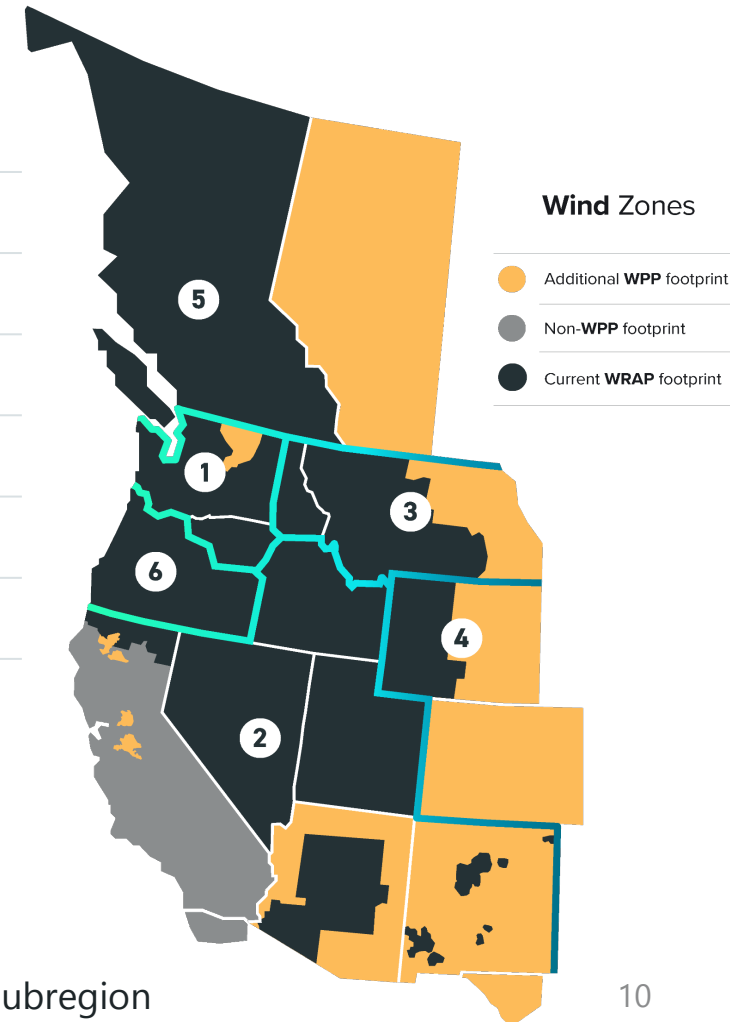 Wind Zones
Additional WPP footprint
Non-WPP footprint
Current WRAP footprint
5
1
3
6
4
2
ubregion
10